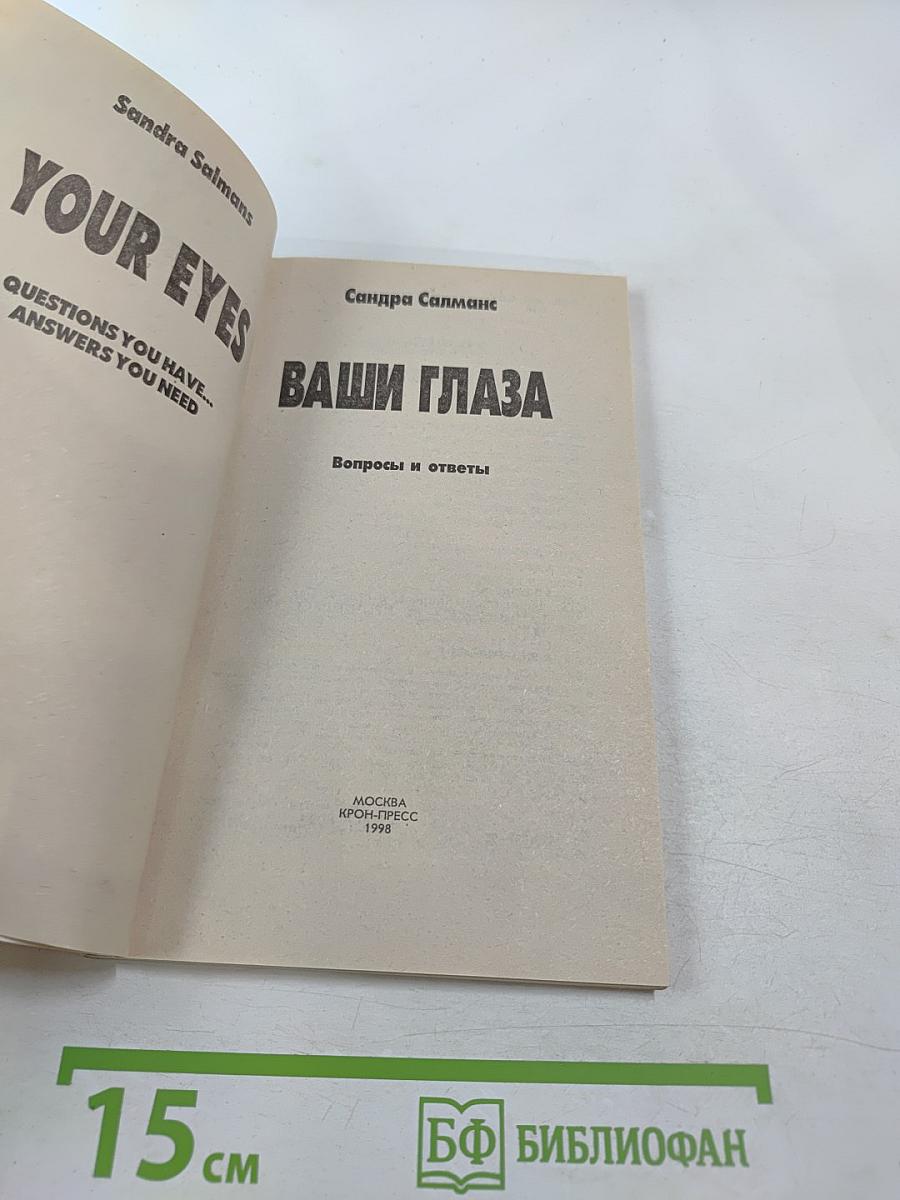 Sandra Salmans
YOUR EYES
QUESTIONS YOU HAVE...
ANSWERS YOU NEED
Сандра Салманс
ВАШИ ГЛАЗА
Вопросы и ответы
МОСКВА
КРОН-ПРЕСС
1998
15 см
БФ БИБЛИОФАН